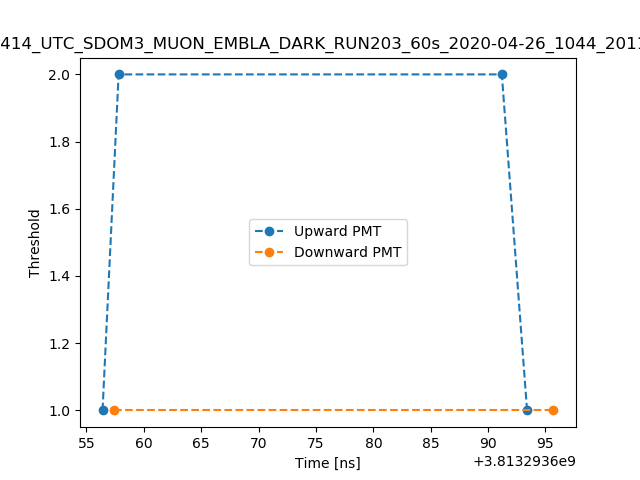 414_UTC_SDOM3_MUON_EMBLA_DARK_RUN203_60s_2020-04-26_1044_2011
2.0
1.8
1.6
1.4
1.2
1.0
Threshold
Upward PMT
Downward PMT
55 60 65 70 75 80 85 90 95
Time [ns]
+3.8132936e9